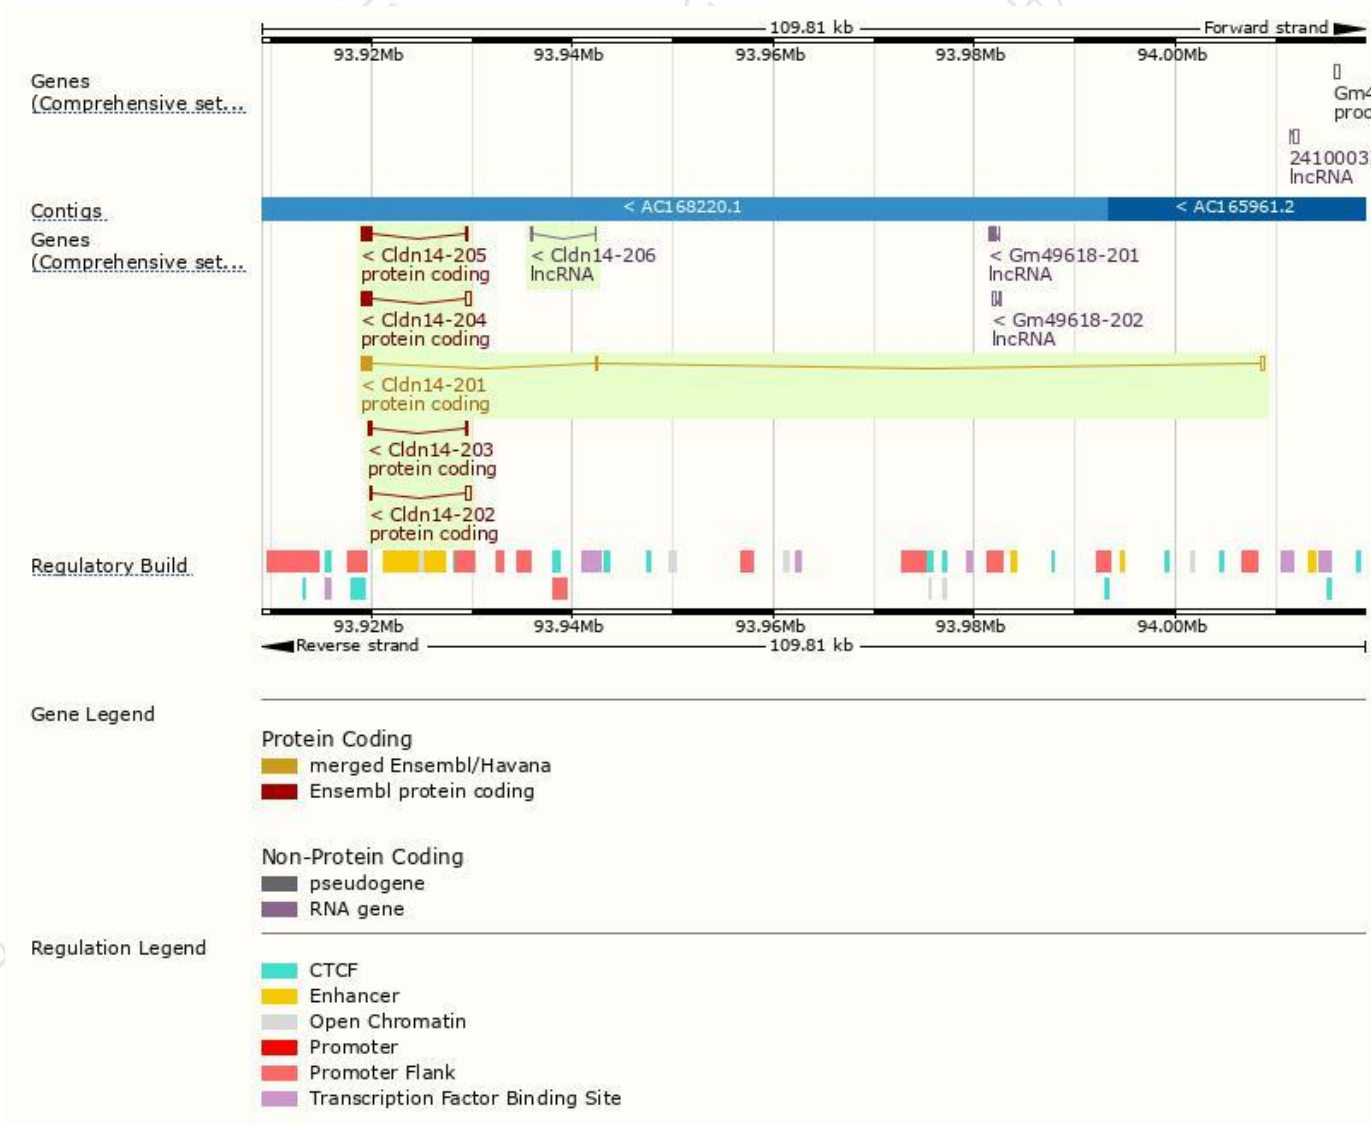 109.81 kb
Forward strand
93.92Mb 93.94Mb 93.96Mb 93.98Mb 94.00Mb
Genes
(Comprehensive set...
Gm4
proc
2410003
lncRNA
Contigs
< AC168220.1
< AC165961.2
Genes
(Comprehensive set...
< Cldn14-205
protein coding
< Cldn14-206
lncRNA
< Gm49618-201
lncRNA
< Cldn14-204
protein coding
< Gm49618-202
lncRNA
< Cldn14-201
protein coding
< Cldn14-203
protein coding
< Cldn14-202
protein coding
Regulatory Build
93.92Mb 93.94Mb 93.96Mb 93.98Mb 94.00Mb
Reverse strand
109.81 kb
Gene Legend
Protein Coding
merged Ensembl/Havana
Ensembl protein coding
Non-Protein Coding
pseudogene
RNA gene
Regulation Legend
CTCF
Enhancer
Open Chromatin
Promoter
Promoter Flank
Transcription Factor Binding Site